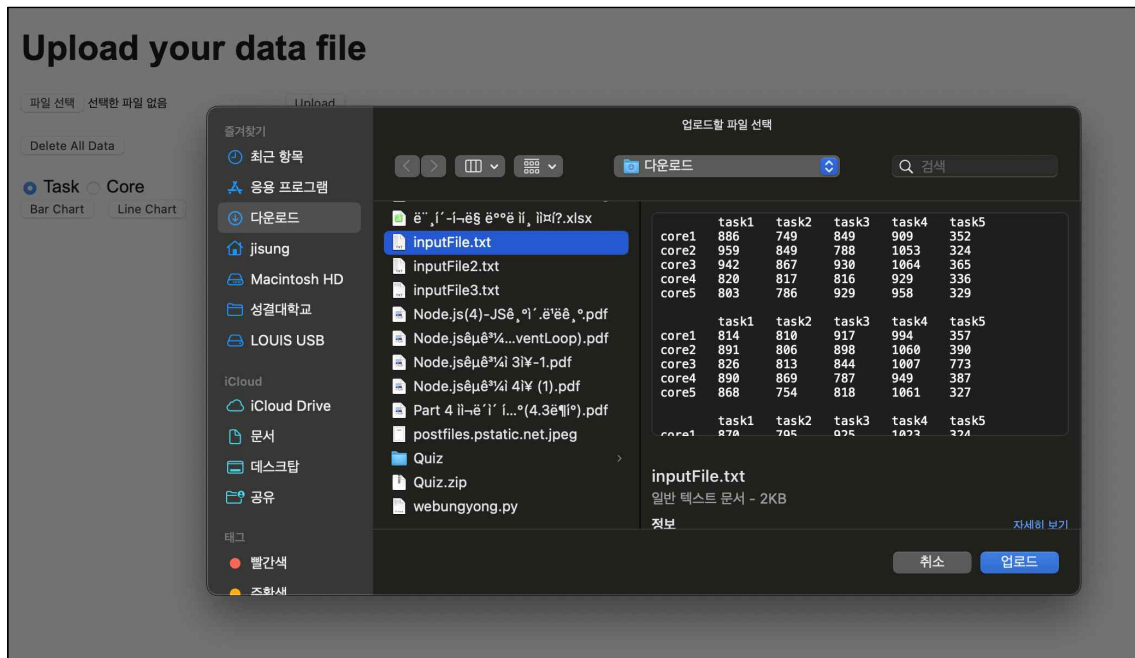 Upload your data file
파일 선택 선택한 파일 없음
Upload
Delete All Data
Task Core
Bar Chart Line Chart
업로드할 파일 선택
즐겨찾기
최근 항목
응용 프로그램
다운로드
jisung
Macintosh HD
성결대학교
LOUIS USB
iCloud
iCloud Drive
문서
데스크탑
공유
태그
빨간색
주황색
다운로드
검색
inputFile.txt
inputFile2.txt
inputFile3.txt
postfiles.pstatic.net.jpeg
Quiz
Quiz.zip
webungyong.py
task1 task2 task3 task4 task5
core1 886 749 849 909 352
core2 959 849 788 1053 324
core3 942 867 930 1064 365
core4 820 817 816 929 336
core5 803 786 929 958 329
task1 task2 task3 task4 task5
core1 814 810 917 994 357
core2 891 806 898 1060 390
core3 826 813 844 1007 773
core4 890 869 787 949 387
core5 868 754 818 1061 327
task1 task2 task3 task4 task5
core1 870 795 925 1023 324
inputFile.txt
일반 텍스트 문서 - 2KB
정보 자세히 보기
취소 업로드